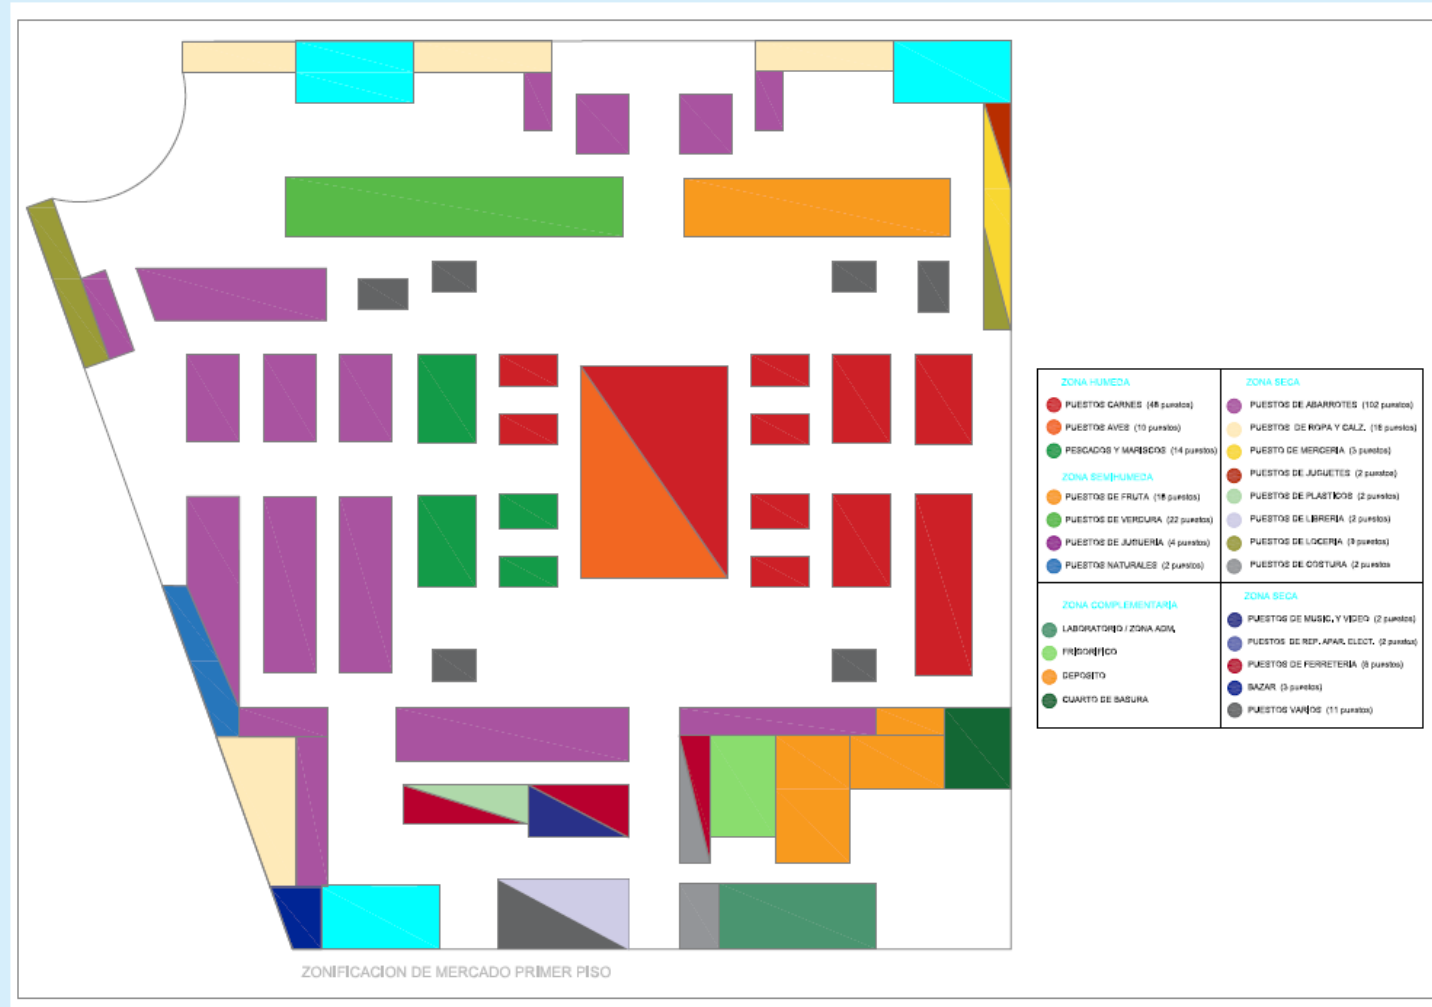 ZONA HUMEDA
PUESTOS CARNES (48 puestos)
PUESTOS AVES (10 puestos)
PESCADOS Y MARISCOS (14 puestos)
ZONA SEMIHUMEDA
PUESTOS DE FRUTA (18 puestos)
PUESTOS DE VERDURA (22 puestos)
PUESTOS DE JUGUERIA (4 puestos)
PUESTOS NATURALES (2 puestos)
ZONA SECA
PUESTOS DE ABARROTES (102 puestos)
PUESTOS DE ROPA Y CALZ. (18 puestos)
PUESTO DE MERCERIA (3 puestos)
PUESTOS DE JUGUETES (2 puestos)
PUESTOS DE PLASTICOS (2 puestos)
PUESTOS DE LIBRERIA (2 puestos)
PUESTOS DE LOCERIA (3 puestos)
PUESTOS DE COSTURA (2 puestos
ZONA COMPLEMENTARIA
LABORATORIO / ZONA ADM.
FRIGORIFICO
DEPOSITO
CUARTO DE BASURA
ZONA SECA
PUESTOS DE MUSIC. Y VIDEO (2 puestos)
PUESTOS DE REP. APAR. ELECT. (2 puestos)
PUESTOS DE FERRETERIA (8 puestos)
BAZAR (3 puestos)
PUESTOS VARIOS (11 puestos)
ZONIFICACION DE MERCADO PRIMER PISO